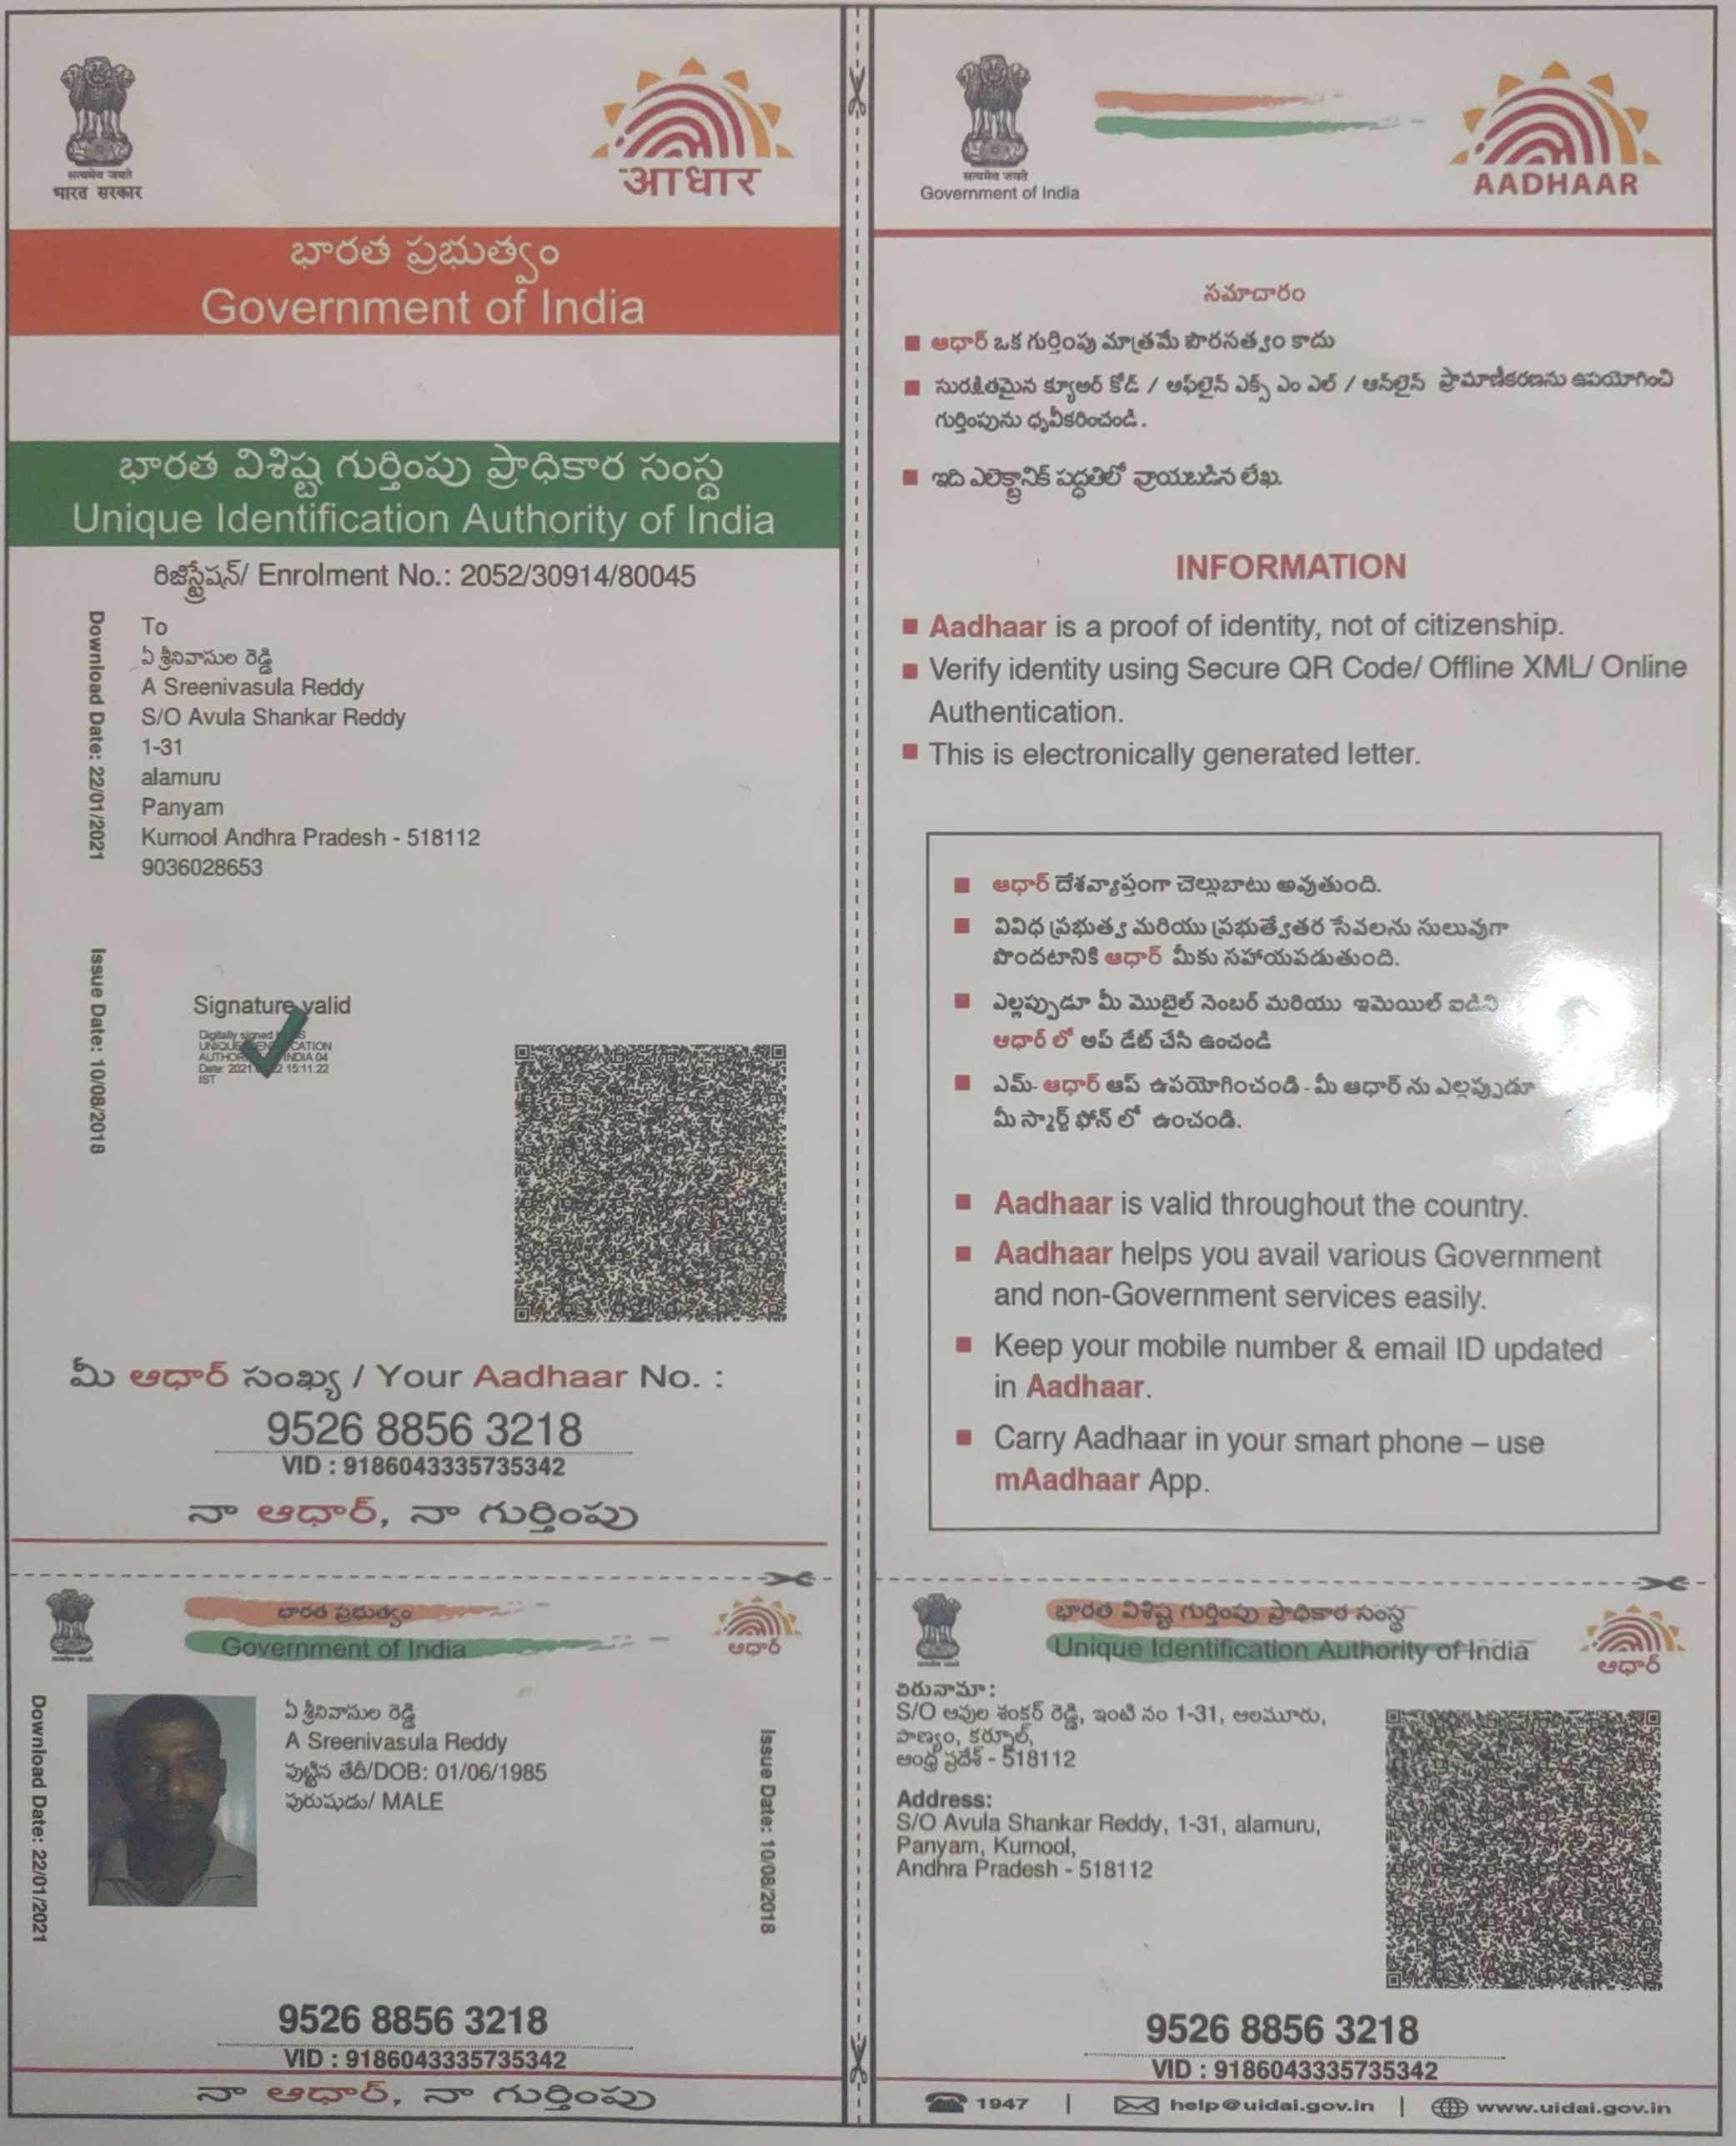 सत्यमेव जयते
भारत सरकार
आधार
భారత ప్రభుత్వం
Government of India
భారత విశిష్ట గుర్తింపు ప్రాధికార సంస్థ
Unique Identification Authority of India
రిజిస్ట్రేషన్/ Enrolment No.: 2052/30914/80045
Download Date: 22/01/2021
To
ఏ శ్రీనివాసుల రెడ్డి
A Sreenivasula Reddy
S/O Avula Shankar Reddy
1-31
alamuru
Panyam
Kurnool Andhra Pradesh - 518112
9036028653
Issue Date: 10/08/2018
Signature valid
Digitally signed
INDIA 04
15:11:22
IST
మీ ఆధార్ సంఖ్య / Your Aadhaar No. :
9526 8856 3218
VID : 9186043335735342
నా ఆధార్, నా గుర్తింపు
భారత ప్రభుత్వం
Government of India
ఆధార్
Download Date: 22/01/2021
ఏ శ్రీనివాసుల రెడ్డి
A Sreenivasula Reddy
పుట్టిన తేదీ/DOB: 01/06/1985
పురుషుడు/ MALE
Issue Date: 10/08/2018
9526 8856 3218
VID : 9186043335735342
నా ఆధార్, నా గుర్తింపు
सत्यमेव जयते
Government of India
AADHAAR
సమాచారం
ఆధార్ ఒక గుర్తింపు మాత్రమే పౌరసత్వం కాదు
సురక్షితమైన క్యూఆర్ కోడ్ / ఆఫ్‌లైన్ ఎక్స్ ఎం ఎల్ / ఆన్‌లైన్ ప్రామాణీకరణను ఉపయోగించి
గుర్తింపును ధృవీకరించండి.
ఇది ఎలెక్ట్రానిక్ పద్ధతిలో వ్రాయబడిన లేఖ.
INFORMATION
Aadhaar is a proof of identity, not of citizenship.
Verify identity using Secure QR Code/ Offline XML/ Online
Authentication.
This is electronically generated letter.
ఆధార్ దేశవ్యాప్తంగా చెల్లుబాటు అవుతుంది.
వివిధ ప్రభుత్వ మరియు ప్రభుత్వేతర సేవలను సులువుగా
పొందటానికి ఆధార్ మీకు సహాయపడుతుంది.
ఎల్లప్పుడూ మీ మొబైల్ నెంబర్ మరియు ఇమెయిల్ ఐడిని
ఆధార్ లో అప్ డేట్ చేసి ఉంచండి
ఎమ్- ఆధార్ ఆప్ ఉపయోగించండి - మీ ఆధార్ ను ఎల్లప్పుడూ
మీ స్మార్ట్ ఫోన్ లో ఉంచండి.
Aadhaar is valid throughout the country.
Aadhaar helps you avail various Government
and non-Government services easily.
Keep your mobile number & email ID updated
in Aadhaar.
Carry Aadhaar in your smart phone – use
mAadhaar App.
భారత విశిష్ట గుర్తింపు ప్రాధికార సంస్థ
Unique Identification Authority of India
ఆధార్
చిరునామా:
S/O ఆవుల శంకర్ రెడ్డి, ఇంటి నం 1-31, ఆలమూరు,
పాణ్యం, కర్నూల్,
ఆంధ్ర ప్రదేశ్ - 518112
Address:
S/O Avula Shankar Reddy, 1-31, alamuru,
Panyam, Kurnool,
Andhra Pradesh - 518112
9526 8856 3218
VID : 9186043335735342
1947 | help@uidai.gov.in | www.uidai.gov.in